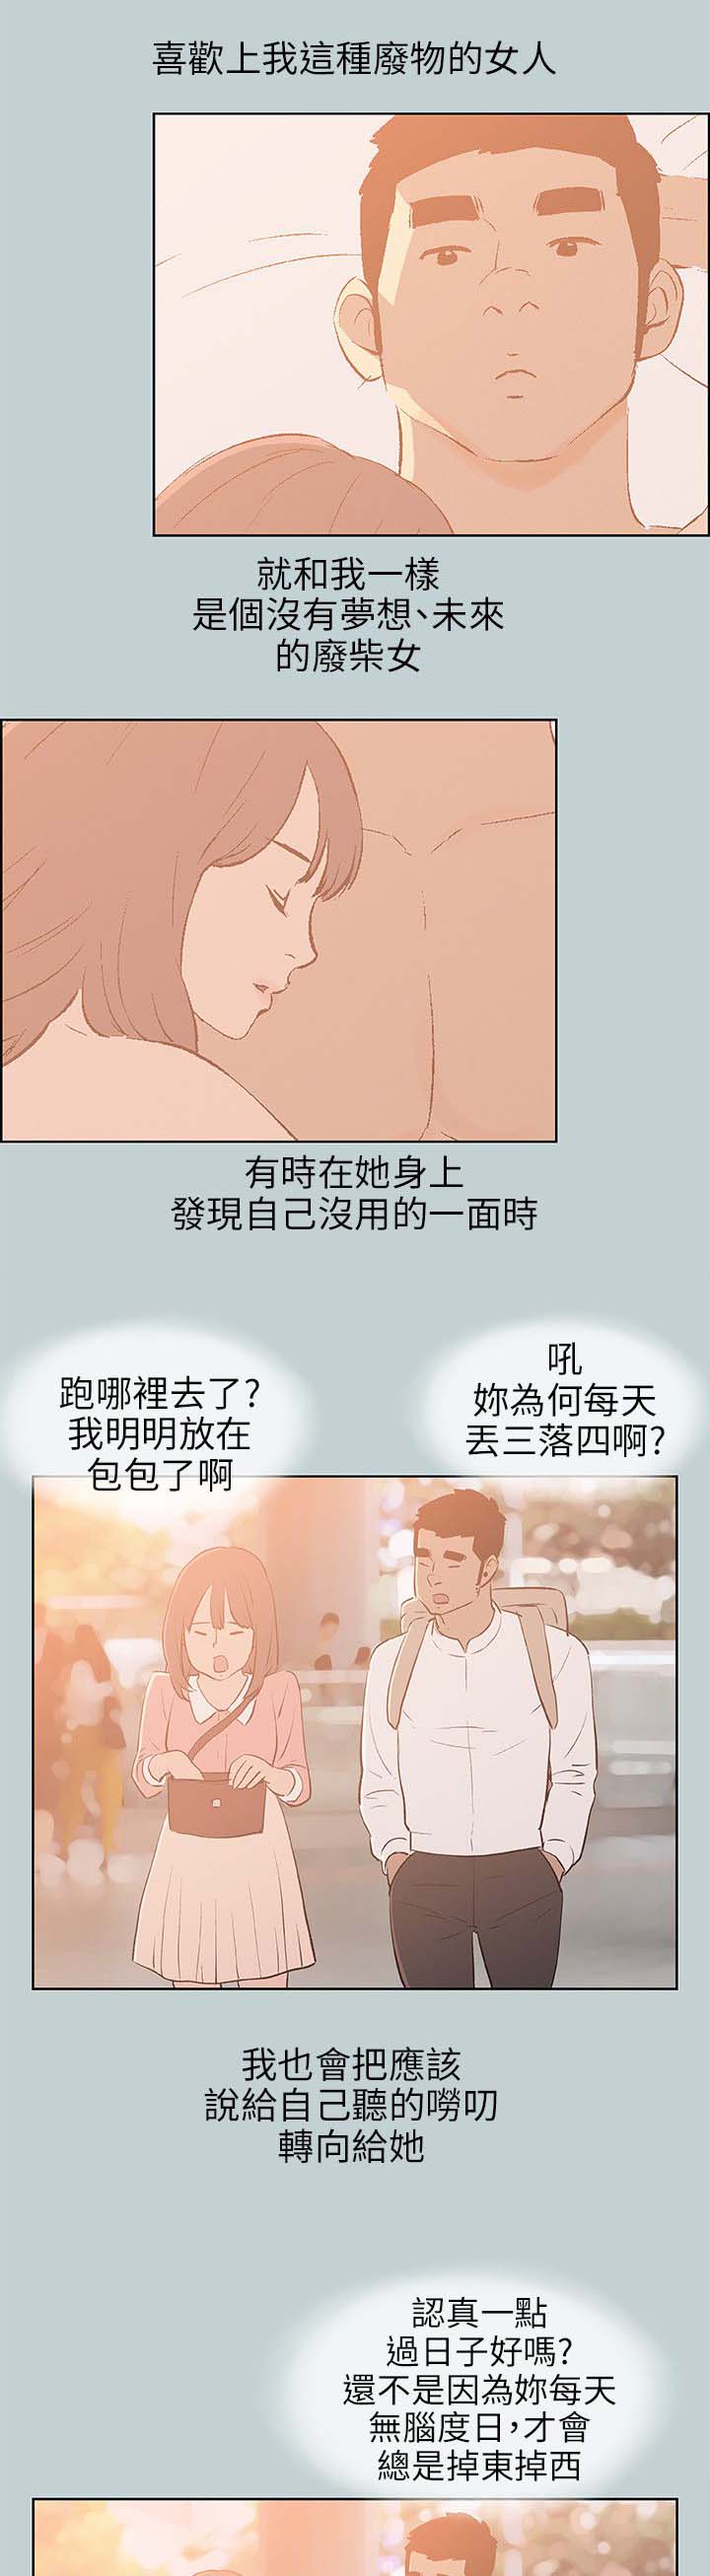 喜歡上我這種廢物的女人
就和我一樣
是個沒有夢想、未來
的廢柴女
有時在她身上
發現自己沒用的一面時
跑哪裡去了?
我明明放在
包包了啊
吼
妳為何每天
丟三落四啊?
我也會把應該
說給自己聽的嘮叨
轉向給她
認真一點
過日子好嗎?
還不是因為妳每天
無腦度日,才會
總是掉東掉西